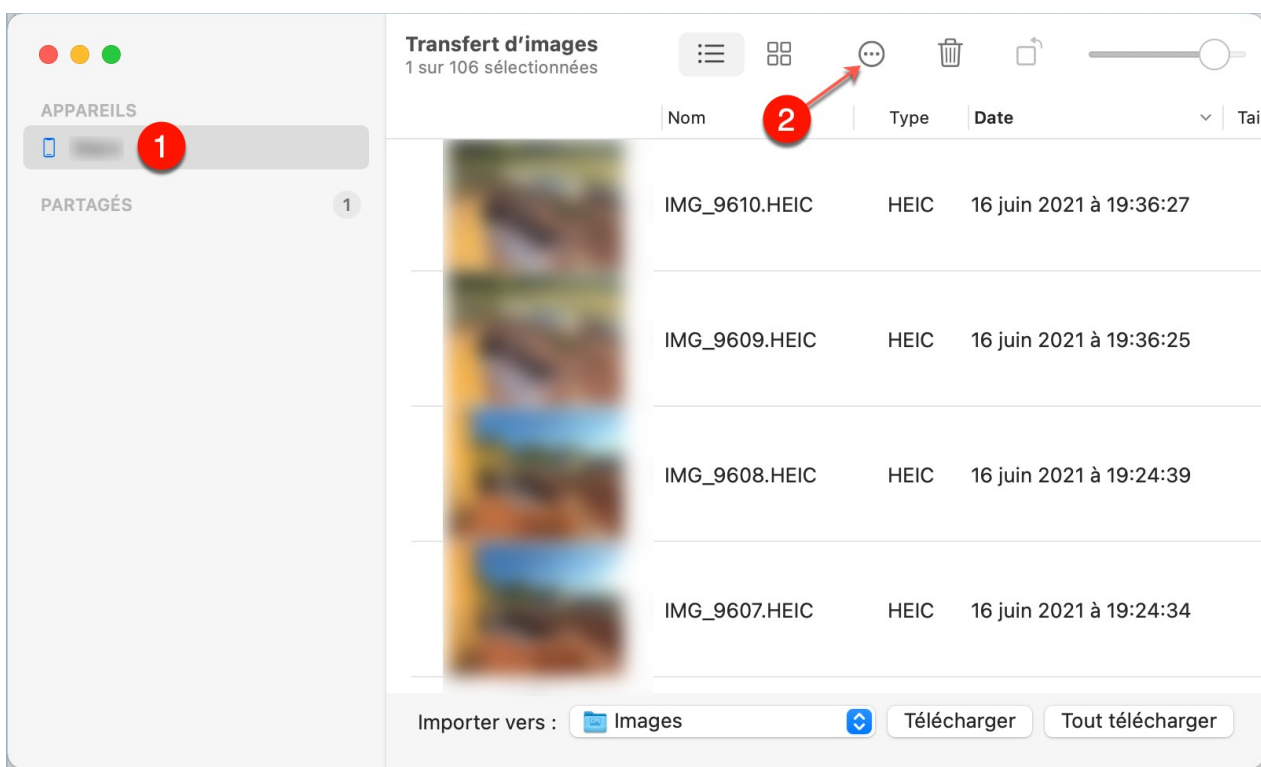 Transfert d’images
1 sur 106 sélectionnées
APPAREILS
1
PARTAGÉS
1
2
Nom
Type
Date
Tai
IMG_9610.HEIC HEIC 16 juin 2021 à 19:36:27
IMG_9609.HEIC HEIC 16 juin 2021 à 19:36:25
IMG_9608.HEIC HEIC 16 juin 2021 à 19:24:39
IMG_9607.HEIC HEIC 16 juin 2021 à 19:24:34
Importer vers : Images Télécharger Tout télécharger